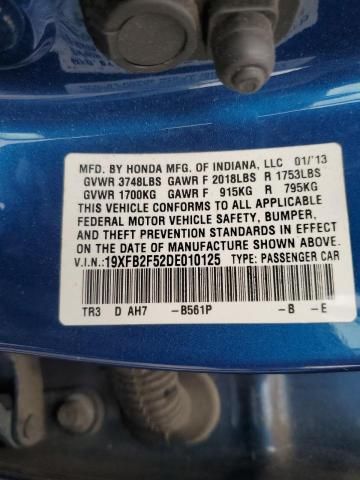 MFD. BY HONDA MFG. OF INDIANA, LLC 01/13
GVWR 3748LBS GAWR F 2018LBS R 1753LBS
GVWR 1700KG GAWR F 915KG R 795KG
THIS VEHICLE CONFORMS TO ALL APPLICABLE
FEDERAL MOTOR VEHICLE SAFETY, BUMPER,
AND THEFT PREVENTION STANDARDS IN EFFECT
ON THE DATE OF MANUFACTURE SHOWN ABOVE.
V.I.N.: 19XFB2F52DE010125 TYPE: PASSENGER CAR
TR3 D AH7 -B561P -B -E